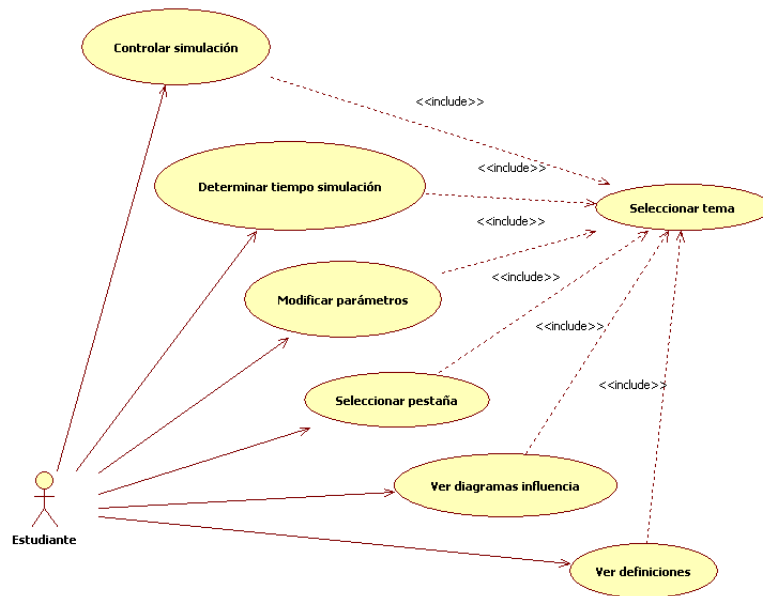 Controlar simulación
<<include>>
Determinar tiempo simulación
<<include>>
Seleccionar tema
<<include>>
<<include>>
Modificar parámetros
<<include>>
<<include>>
Seleccionar pestaña
Ver diagramas influencia
Estudiante
Ver definiciones